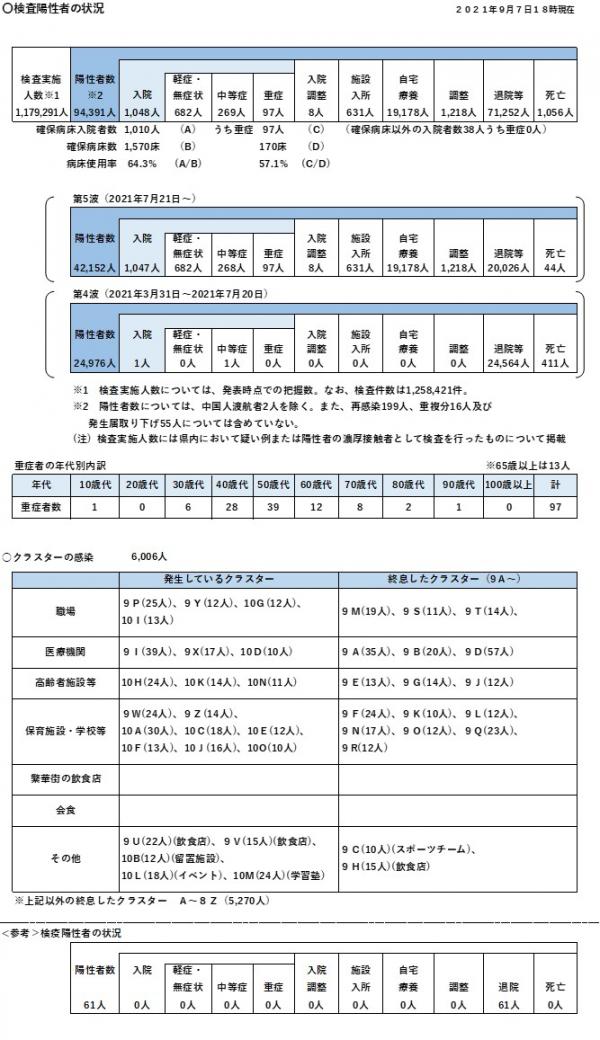 〇検査陽性者の状況
２０２１年９月７日１８時現在
検査実施人数※1 陽性者数※2 入院 軽症・無症状 中等症 重症 入院調整 施設入所 自宅療養 調整 退院等 死亡
1,179,291人 94,391人 1,048人 682人 269人 97人 8人 631人 19,178人 1,218人 71,252人 1,056人
確保病床入院者数 1,010人 （A） うち重症 97人 （C） （確保病床以外の入院者数38人うち重症0人）
確保病床数 1,570床 （B） 170床 （D）
病床使用率 64.3% （A/B） 57.1% （C/D）
第5波（2021年7月21日～）
陽性者数 入院 軽症・無症状 中等症 重症 入院調整 施設入所 自宅療養 調整 退院等 死亡
42,152人 1,047人 682人 268人 97人 8人 631人 19,178人 1,218人 20,026人 44人
第4波（2021年3月31日～2021年7月20日）
陽性者数 入院 軽症・無症状 中等症 重症 入院調整 施設入所 自宅療養 調整 退院等 死亡
24,976人 1人 0人 1人 0人 0人 0人 0人 0人 24,564人 411人
※1 検査実施人数については、発表時点での把握数。なお、検査件数は1,258,421件。
※2 陽性者数については、中国人渡航者2人を除く。また、再感染199人、重複分16人及び
発生届取り下げ55人については含めていない。
（注）検査実施人数には県内において疑い例または陽性者の濃厚接触者として検査を行ったものについて掲載
重症者の年代別内訳
※65歳以上は13人
年代 10歳代 20歳代 30歳代 40歳代 50歳代 60歳代 70歳代 80歳代 90歳代 100歳以上 計
重症者数 1 0 6 28 39 12 8 2 1 0 97
〇クラスターの感染 6,006人
発生しているクラスター 終息したクラスター（９A～）
職場 ９P(25人)、９Y(12人)、10G(12人)、
10I(13人)
９M(19人)、９S(11人)、９T(14人)、
医療機関 ９I(39人)、９X(17人)、10D(10人) ９A(35人)、９B(20人)、９D(57人)
高齢者施設等 10H(24人)、10K(14人)、10N(11人) ９E(13人)、９G(14人)、９J(12人)
保育施設・学校等 ９W(24人)、９Z(14人)、
10A(30人)、10C(18人)、10E(12人)、
10F(13人)、10J(16人)、10O(10人)
９F(24人)、９K(10人)、９L(12人)、
９N(17人)、９O(12人)、９Q(23人)、
９R(12人)
繁華街の飲食店
会食
その他 ９U(22人)(飲食店)、９V(15人)(飲食店)、
10B(12人)(留置施設)、
10L(18人)(イベント)、10M(24人)(学習塾)
９C(10人)(スポーツチーム)、
９H(15人)(飲食店)
※上記以外の終息したクラスター A～８Z（5,270人）
＜参考＞検疫陽性者の状況
陽性者数 入院 軽症・無症状 中等症 重症 入院調整 施設入所 自宅療養 調整 退院 死亡
61人 0人 0人 0人 0人 0人 0人 0人 0人 61人 0人